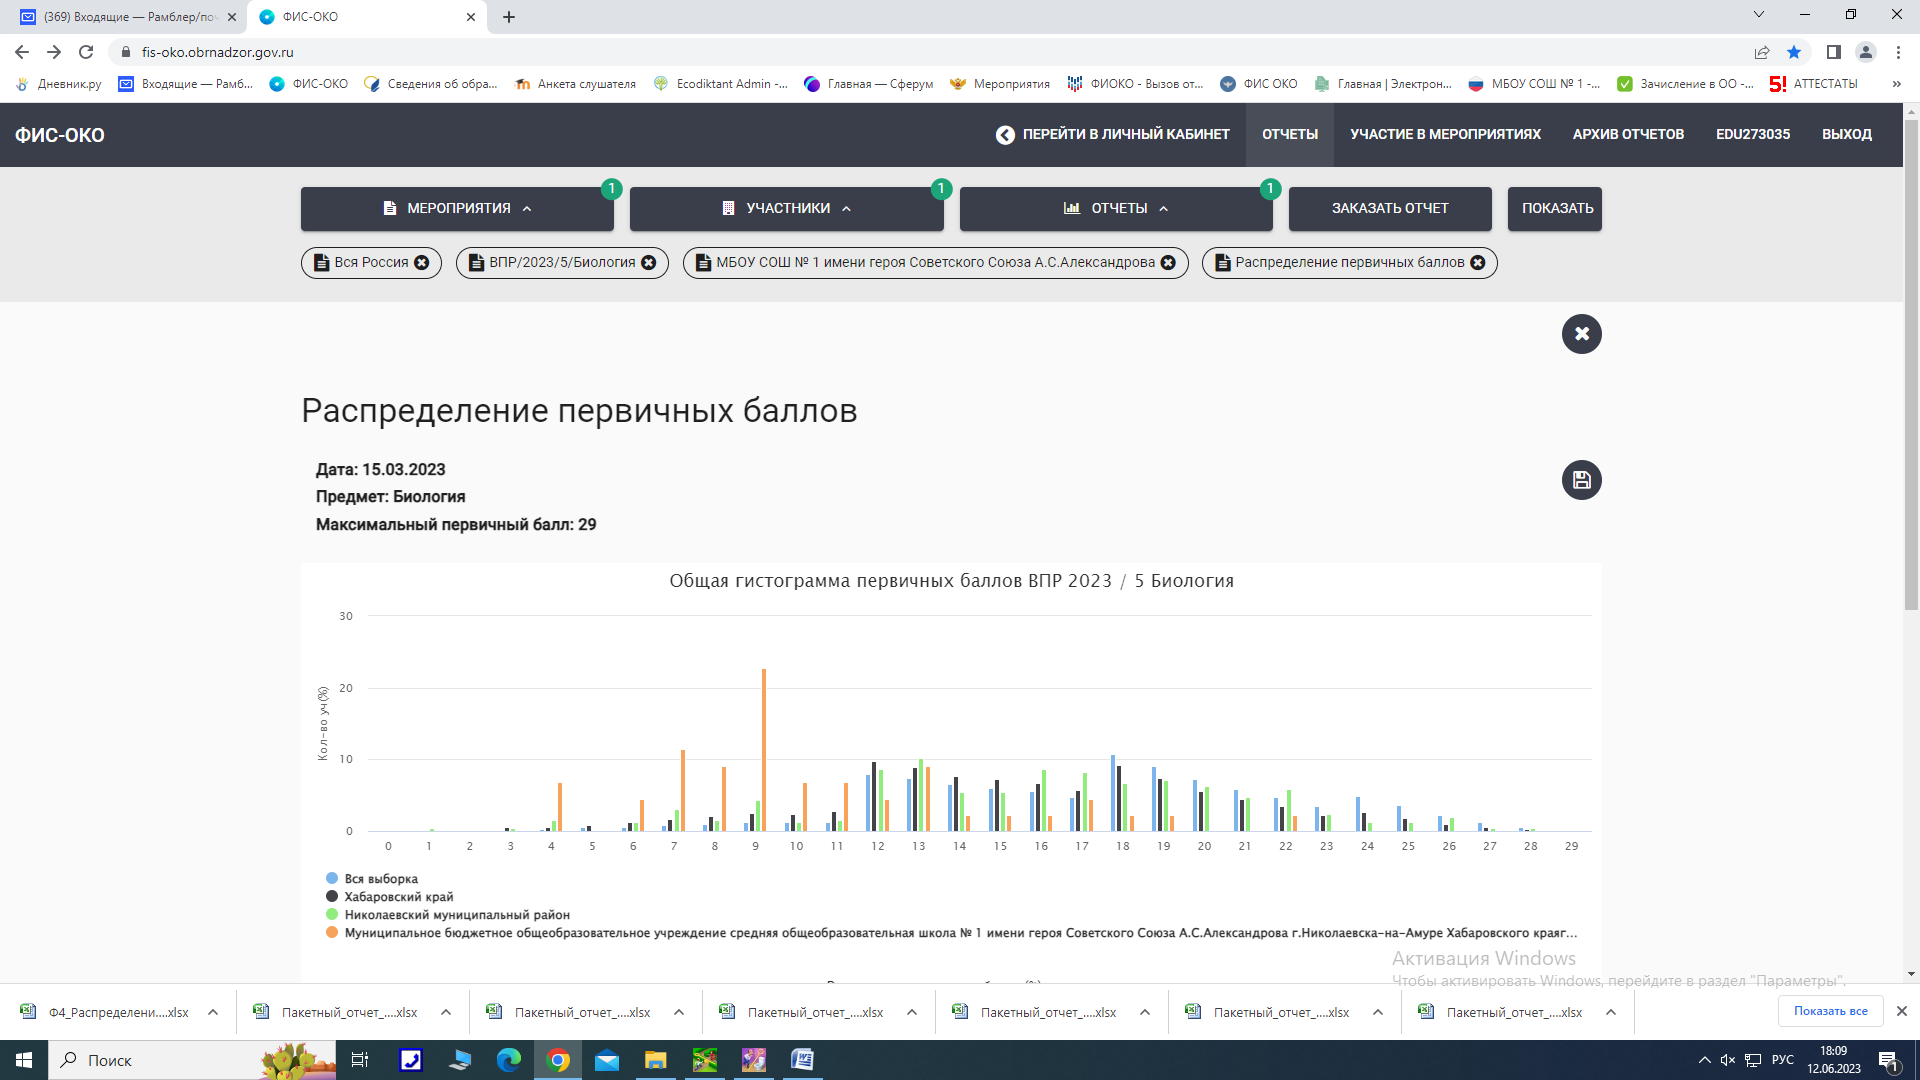 (369) Входящие — Рамблер/по
ФИС-ОКО
fis-oko.obrnadzor.gov.ru
Дневник.ру
Входящие — Рамб...
ФИС-ОКО
Сведения об обра...
Анкета слушателя
Ecodiktant Admin -...
Главная — Сферум
Мероприятия
ФИОКО - Вызов от...
ФИС ОКО
Главная | Электрон...
МБОУ СОШ № 1 -...
Зачисление в ОО -...
5! АТТЕСТАТЫ
»
ФИС-ОКО
ПЕРЕЙТИ В ЛИЧНЫЙ КАБИНЕТ
ОТЧЕТЫ
УЧАСТИЕ В МЕРОПРИЯТИЯХ
АРХИВ ОТЧЕТОВ
EDU273035
ВЫХОД
МЕРОПРИЯТИЯ 1
УЧАСТНИКИ 1
ОТЧЕТЫ 1
ЗАКАЗАТЬ ОТЧЕТ
ПОКАЗАТЬ
Вся Россия
ВПР/2023/5/Биология
МБОУ СОШ № 1 имени героя Советского Союза А.С.Александрова
Распределение первичных баллов
Распределение первичных баллов
Дата: 15.03.2023
Предмет: Биология
Максимальный первичный балл: 29
Общая гистограмма первичных баллов ВПР 2023 / 5 Биология
Кол-во уч(%)
30
20
10
0
0 1 2 3 4 5 6 7 8 9 10 11 12 13 14 15 16 17 18 19 20 21 22 23 24 25 26 27 28 29
Вся выборка
Хабаровский край
Николаевский муниципальный район
Муниципальное бюджетное общеобразовательное учреждение средняя общеобразовательная школа № 1 имени героя Советского Союза А.С.Александрова г.Николаевска-на-Амуре Хабаровского краяг...
Активация Windows
Чтобы активировать Windows, перейдите в раздел "Параметры".
Ф4_Распределени....xlsx
Пакетный_отчет_....xlsx
Пакетный_отчет_....xlsx
Пакетный_отчет_....xlsx
Пакетный_отчет_....xlsx
Пакетный_отчет_....xlsx
Пакетный_отчет_....xlsx
Показать все
Поиск
РУС
18:09
12.06.2023
1